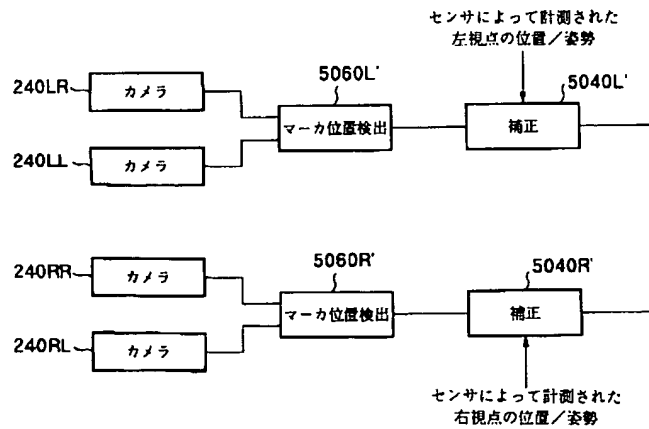 センサによって計測された
左視点の位置/姿勢
5060L'
5040L'
240LR
カメラ
マーカ位置検出
補正
240LL
カメラ
5060R'
5040R'
240RR
カメラ
マーカ位置検出
補正
240RL
カメラ
センサによって計測された
右視点の位置/姿勢